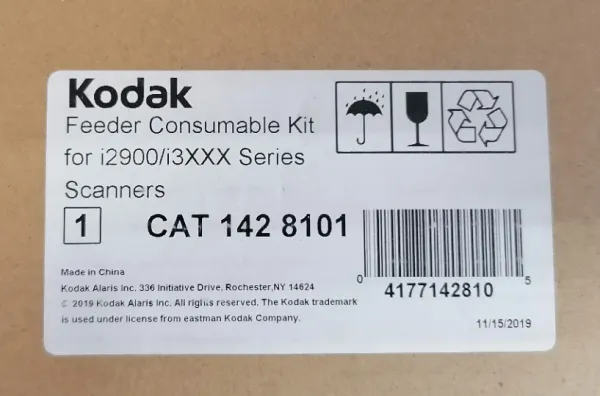 Kodak
Feeder Consumable Kit
for i2900/i3XXX Series
Scanners
1 CAT 142 8101
0 4177142810 5
Made in China
Kodak Alaris Inc. 336 Initiative Drive, Rochester,NY 14624
© 2019 Kodak Alaris Inc. All rights reserved. The Kodak trademark
is used under license from eastman Kodak Company.
11/15/2019